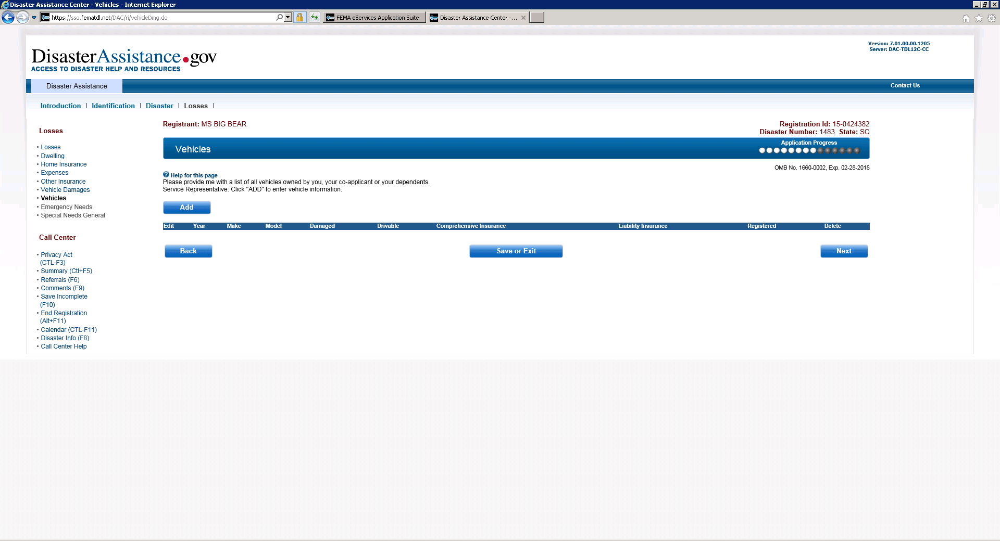 Disaster Assistance Center - Vehicles - Internet Explorer
https://sso.fematdl.net/DAC/ri/vehicleDmg.do
FEMA eServices Application Suite
Disaster Assistance Center -...
Version: 7.01.00.00.1205
Server: DAC-TDL12C-CC
DisasterAssistance.gov
ACCESS TO DISASTER HELP AND RESOURCES
Disaster Assistance
Contact Us
Introduction | Identification | Disaster | Losses |
Registrant: MS BIG BEAR
Registration Id: 15-0424382
Disaster Number: 1483 State: SC
Losses
• Losses
• Dwelling
• Home Insurance
• Expenses
• Other Insurance
• Vehicle Damages
• Vehicles
• Emergency Needs
• Special Needs General
Call Center
• Privacy Act
(CTL-F3)
• Summary (Ctl+F5)
• Referrals (F6)
• Comments (F9)
• Save Incomplete
(F10)
• End Registration
(Alt+F11)
• Calendar (CTL-F11)
• Disaster Info (F8)
• Call Center Help
Vehicles
Application Progress
OMB No. 1660-0002, Exp. 02-28-2018
Help for this page
Please provide me with a list of all vehicles owned by you, your co-applicant or your dependents.
Service Representative: Click "ADD" to enter vehicle information.
Add
Edit Year Make Model Damaged Drivable Comprehensive Insurance Liability Insurance Registered Delete
Back Save or Exit Next